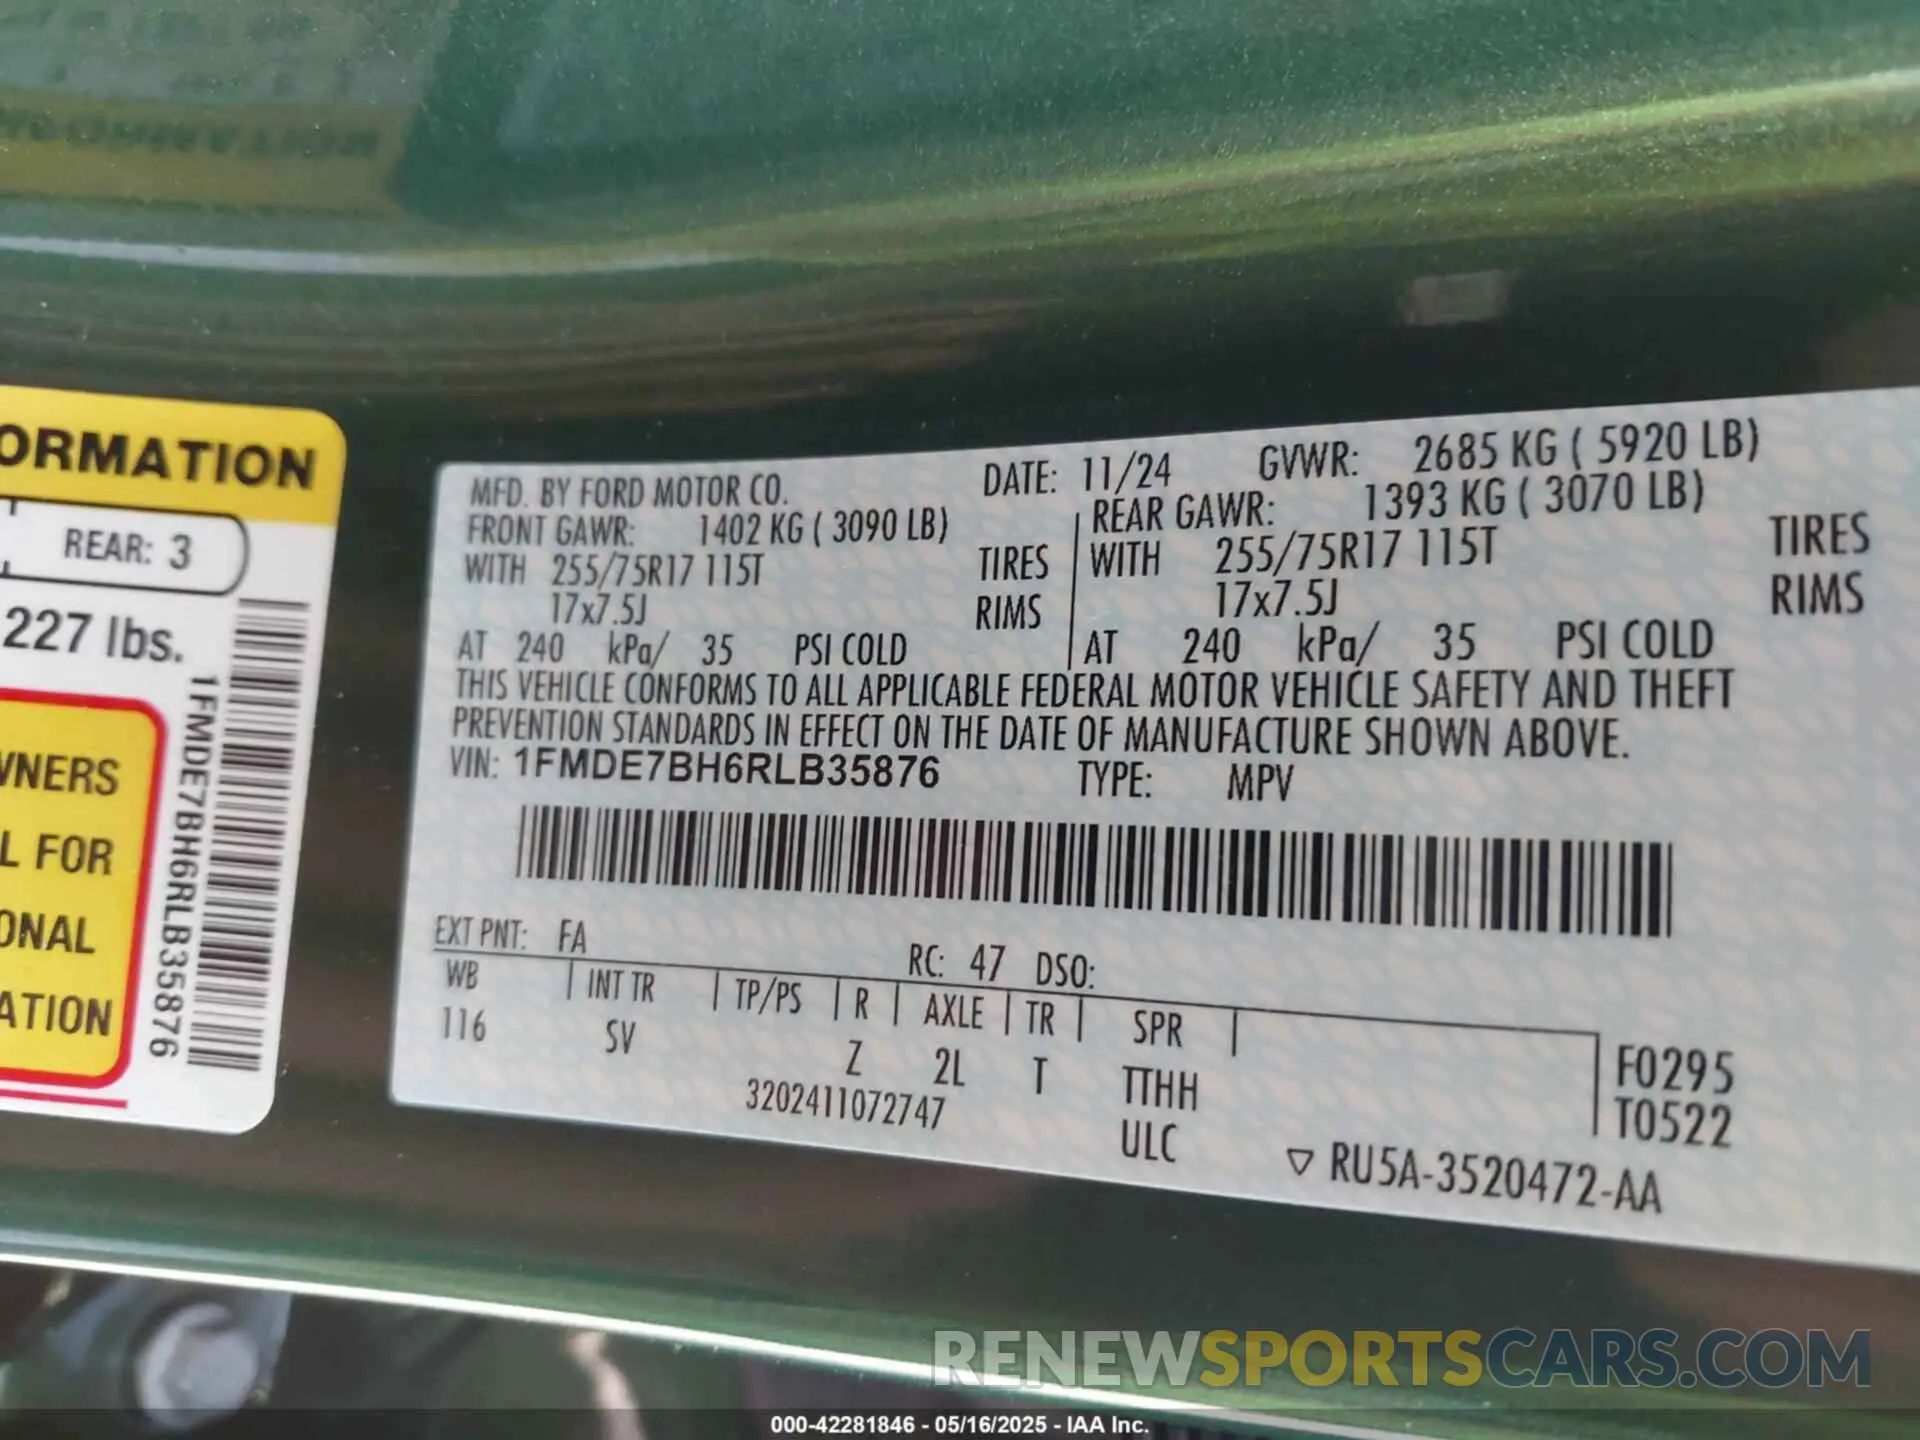 ORMATION
REAR: 3
227 lbs.
WNERS
L FOR
ONAL
ATION
1FMDE7BH6RLB35876
MFD. BY FORD MOTOR CO. DATE: 11/24 GVWR: 2685 KG ( 5920 LB)
FRONT GAWR: 1402 KG ( 3090 LB) REAR GAWR: 1393 KG ( 3070 LB)
WITH 255/75R17 115T TIRES WITH 255/75R17 115T TIRES
17x7.5J RIMS 17x7.5J RIMS
AT 240 kPa/ 35 PSI COLD AT 240 kPa/ 35 PSI COLD
THIS VEHICLE CONFORMS TO ALL APPLICABLE FEDERAL MOTOR VEHICLE SAFETY AND THEFT
PREVENTION STANDARDS IN EFFECT ON THE DATE OF MANUFACTURE SHOWN ABOVE.
VIN: 1FMDE7BH6RLB35876 TYPE: MPV
EXT PNT: FA RC: 47 DSO:
WB INT TR TP/PS R AXLE TR SPR
116 SV Z 2L T TTHH F0295
3202411072747 ULC T0522
▽ RU5A-3520472-AA
RENEWSPORTSCARS.COM
000-42281846 - 05/16/2025 - IAA Inc.